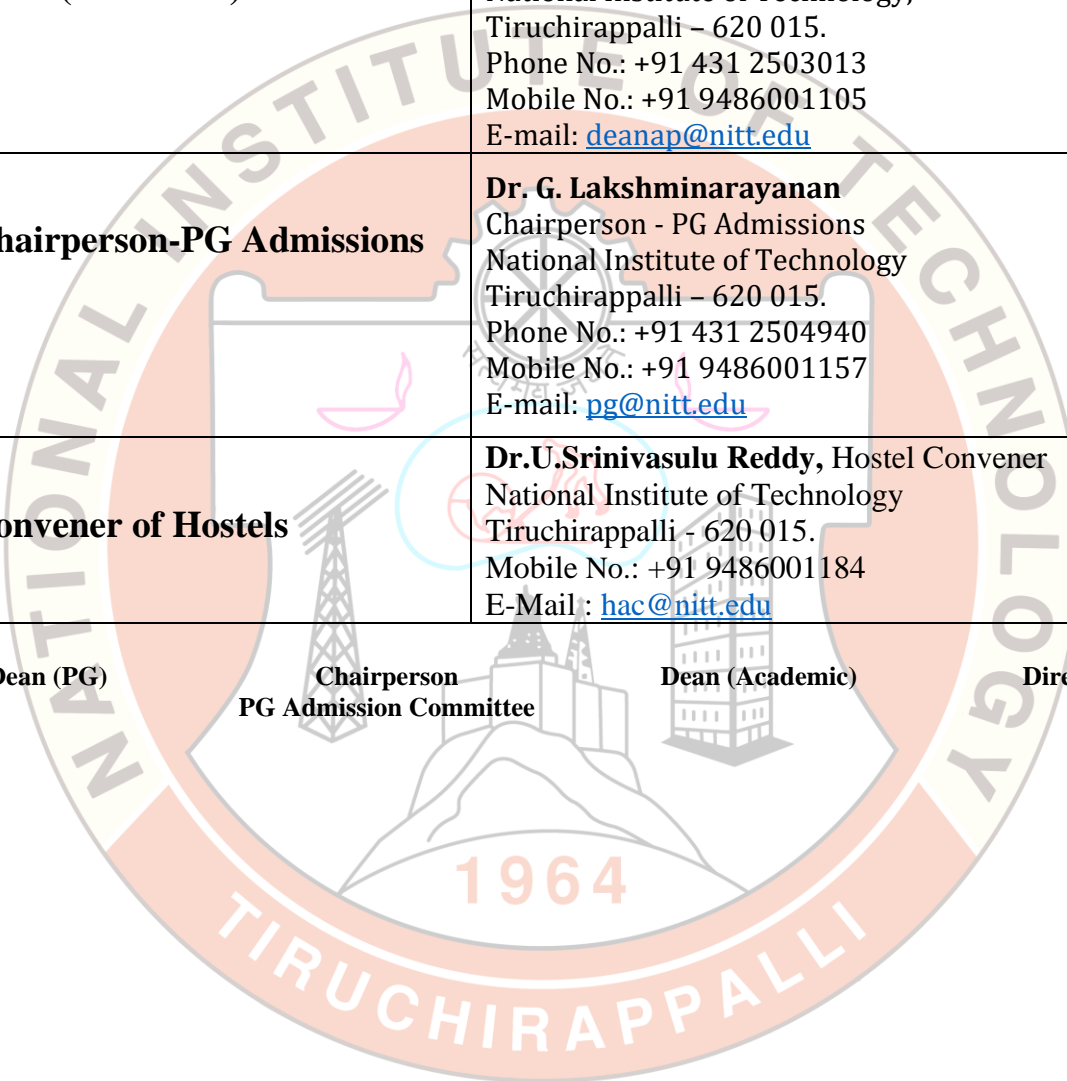 Tiruchirappalli – 620 015.
Phone No.: +91 431 2503013
Mobile No.: +91 9486001105
E-mail: deanap@nitt.edu
hairperson-PG Admissions
Dr. G. Lakshminarayanan
Chairperson - PG Admissions
National Institute of Technology
Tiruchirappalli – 620 015.
Phone No.: +91 431 2504940
Mobile No.: +91 9486001157
E-mail: pg@nitt.edu
onvener of Hostels
Dr.U.Srinivasulu Reddy, Hostel Convener
National Institute of Technology
Tiruchirappalli - 620 015.
Mobile No.: +91 9486001184
E-Mail : hac@nitt.edu
Dean (PG)
Chairperson
PG Admission Committee
Dean (Academic)
Dire
NATIONAL INSTITUTE OF TECHNOLOGY
1964
TIRUCHIRAPPALLI